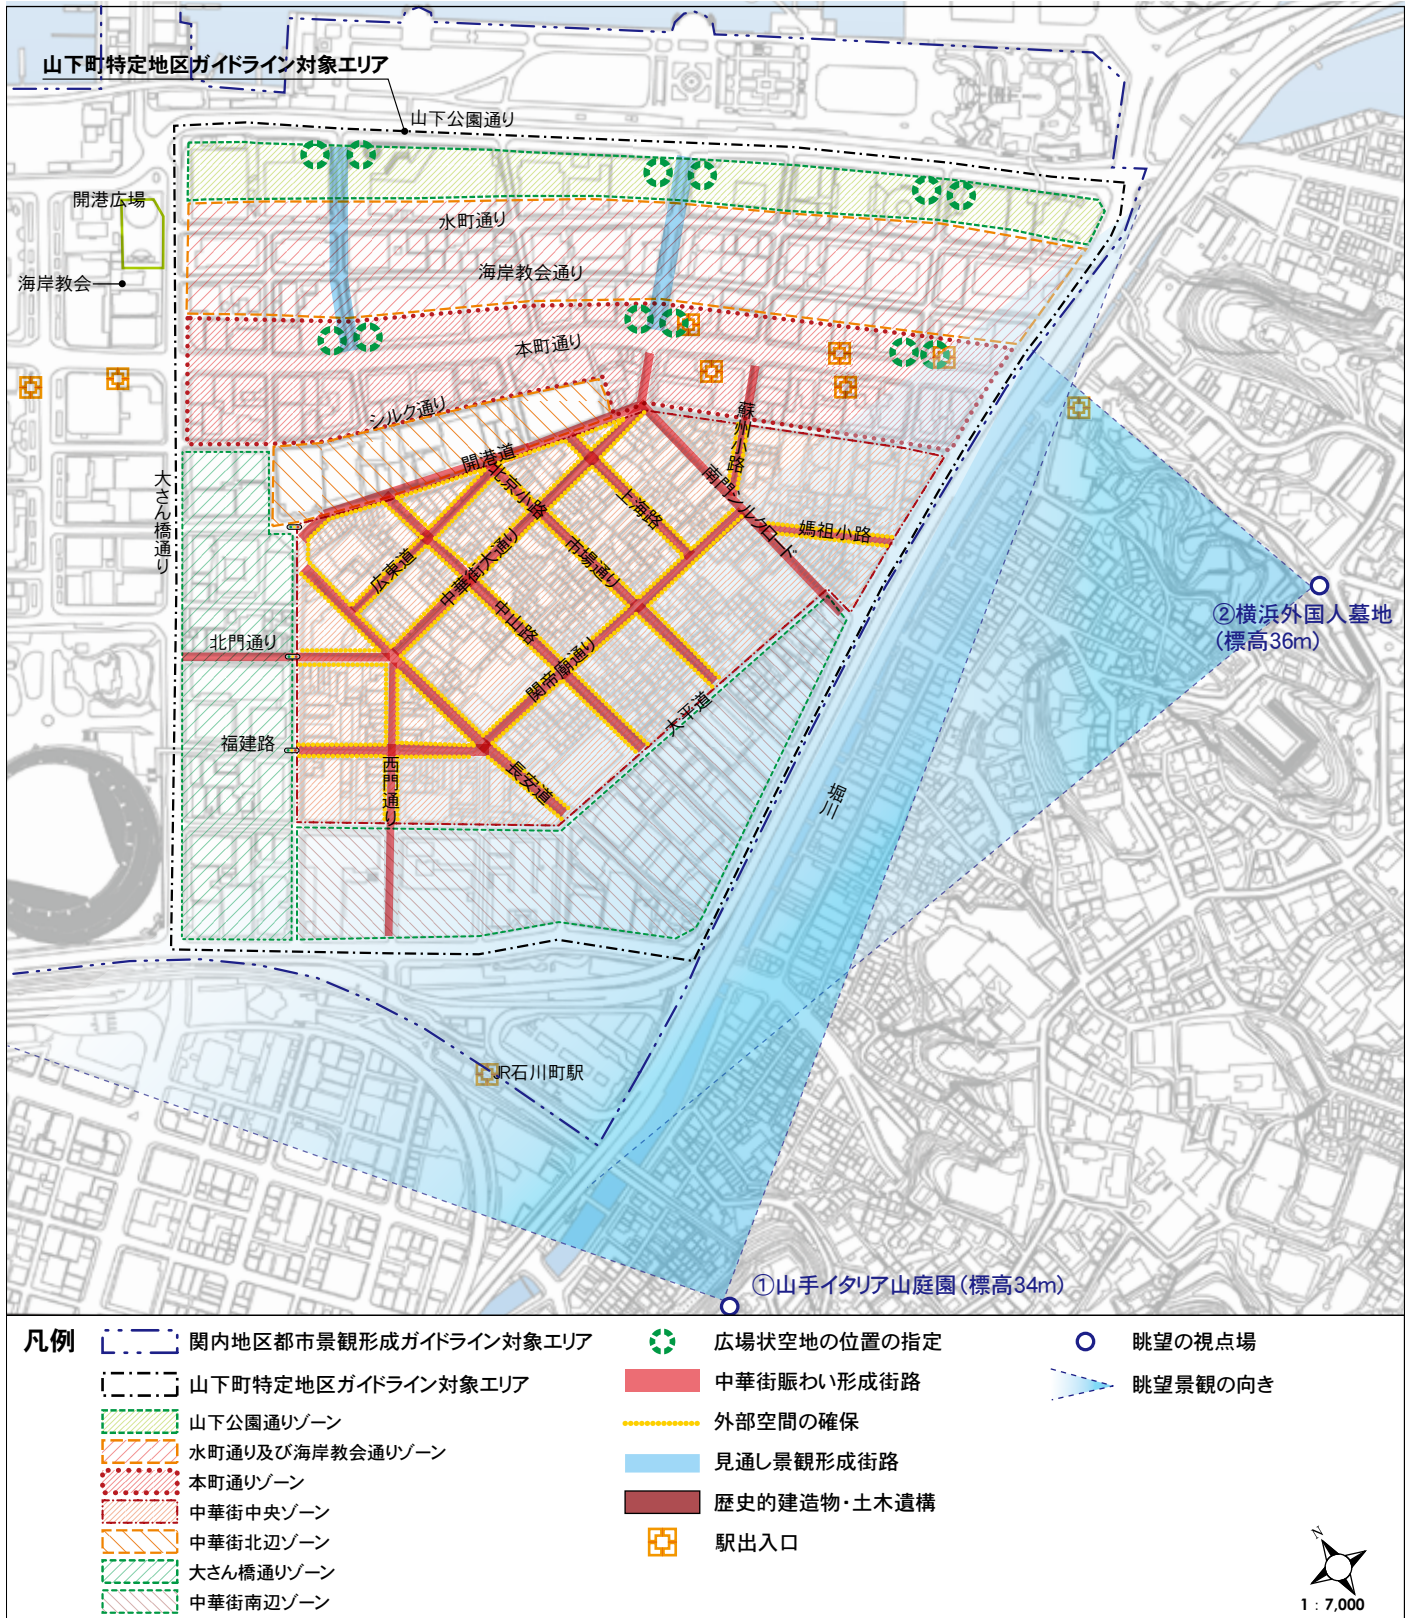 山下町特定地区ガイドライン対象エリア
山下公園通り
開港広場
水町通り
海岸教会
海岸教会通り
本町通り
シルク通り
蘇州小路
大さん橋通り
開港道
北京小路
上海路
南門シルクロード
媽祖小路
広東道
中華街大通り
市場通り
②横浜外国人墓地
(標高36m)
中山路
北門通り
関帝廟通り
福建路
太平道
西門通り
長安道
堀川
JR石川町駅
①山手イタリア山庭園(標高34m)
凡例
関内地区都市景観形成ガイドライン対象エリア
山下町特定地区ガイドライン対象エリア
山下公園通りゾーン
水町通り及び海岸教会通りゾーン
本町通りゾーン
中華街中央ゾーン
中華街北辺ゾーン
大さん橋通りゾーン
中華街南辺ゾーン
広場状空地の位置の指定
中華街賑わい形成街路
外部空間の確保
見通し景観形成街路
歴史的建造物・土木遺構
駅出入口
眺望の視点場
眺望景観の向き
N
1 : 7,000